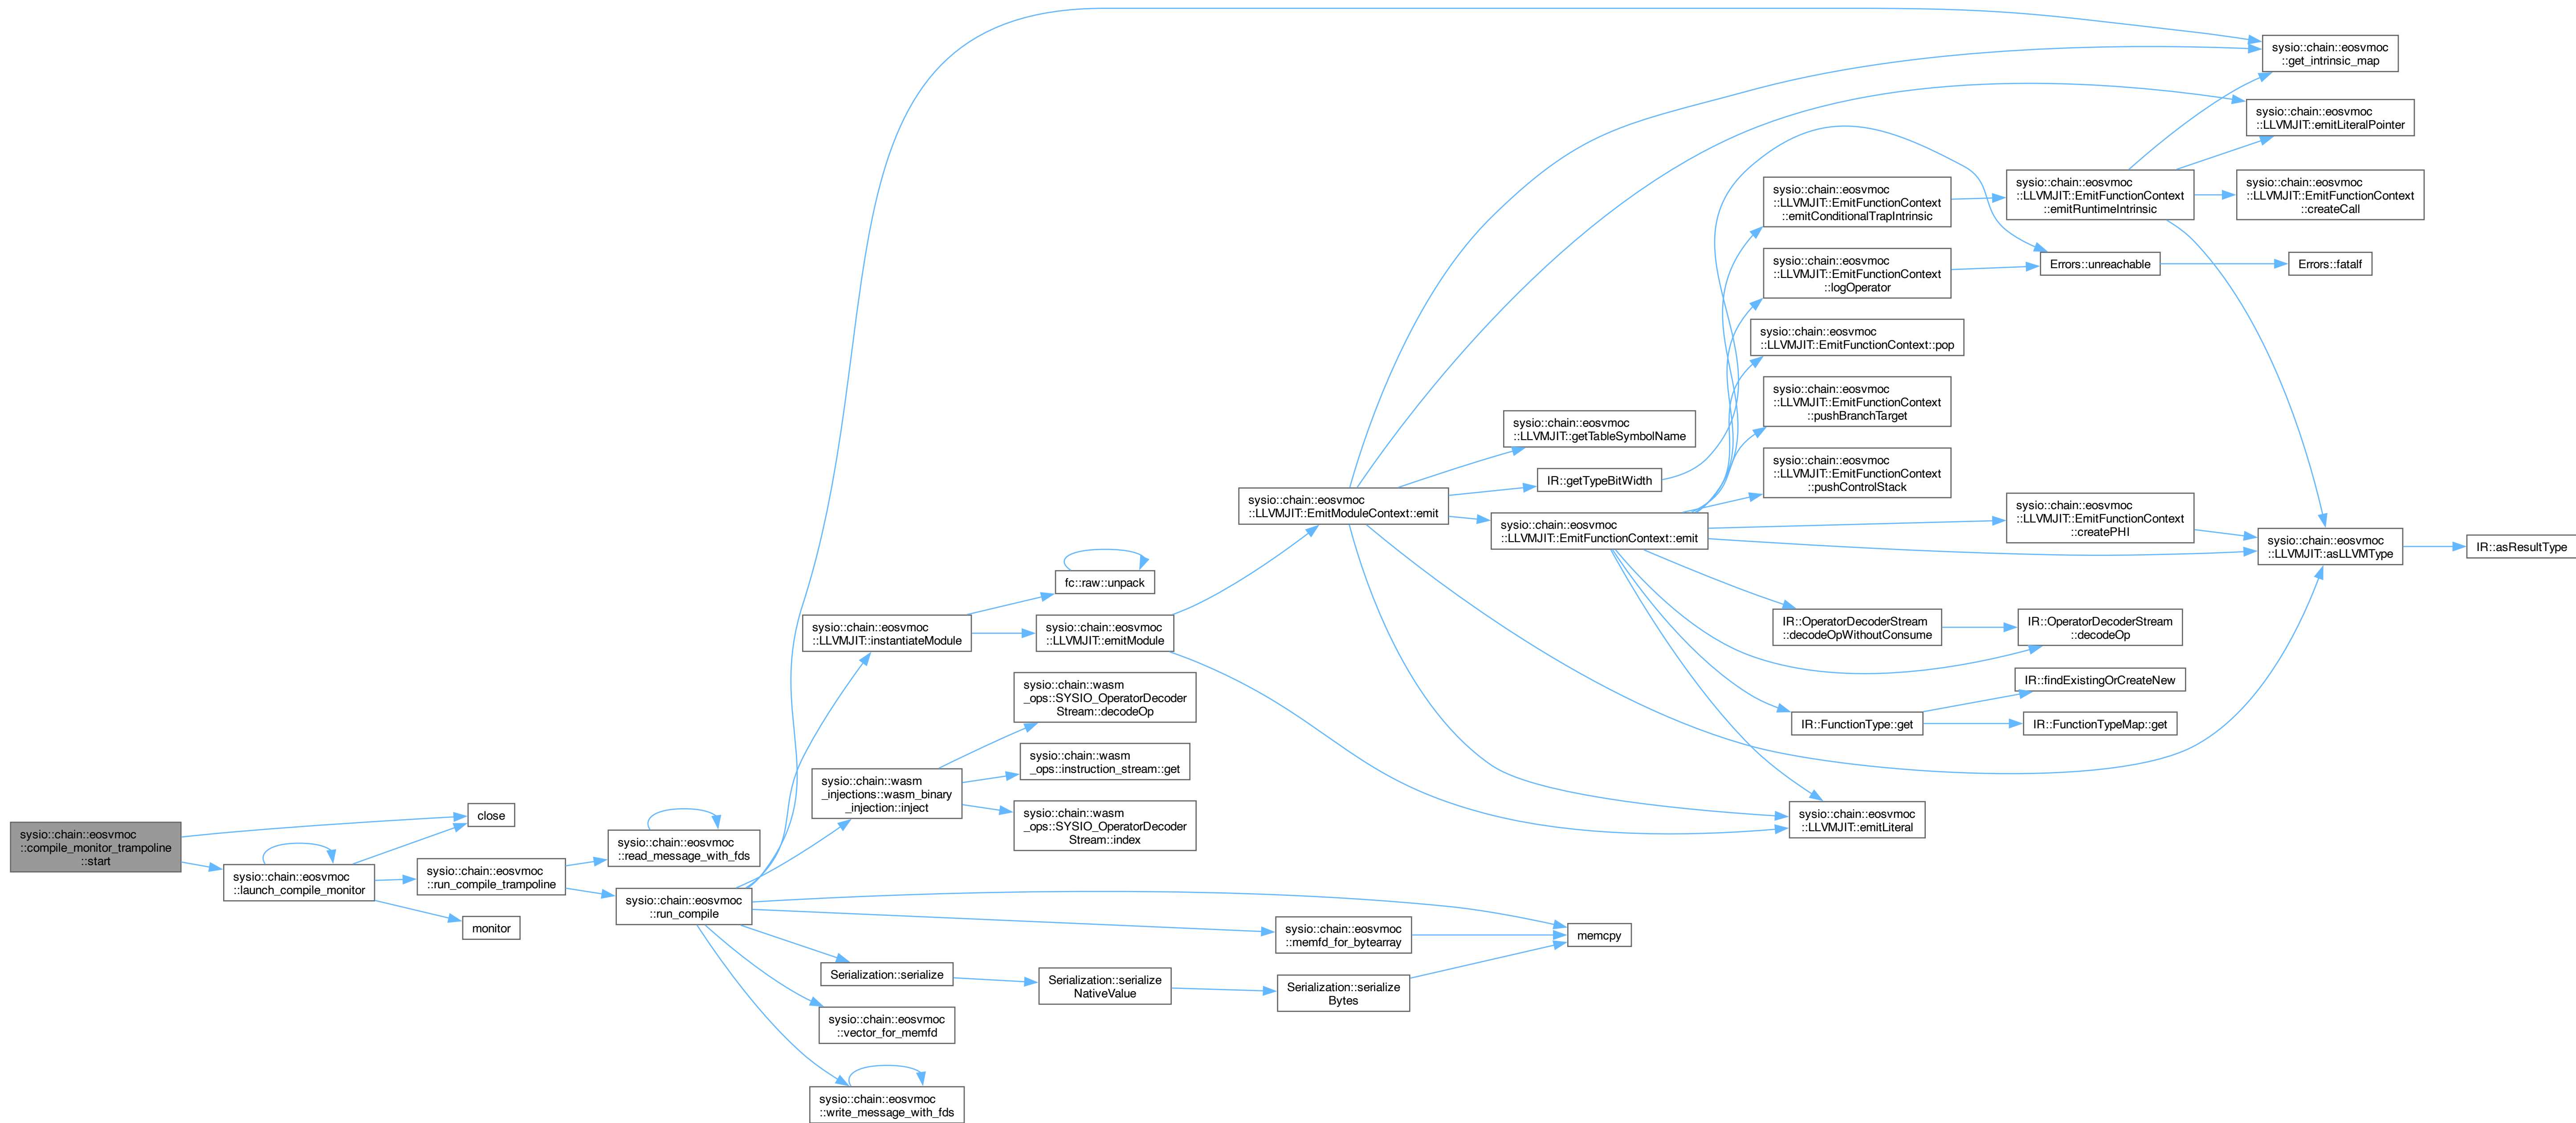 sysio::chain::eosvmoc
::compile_monitor_trampoline
::start
close
sysio::chain::eosvmoc
::launch_compile_monitor
sysio::chain::eosvmoc
::run_compile_trampoline
monitor
sysio::chain::eosvmoc
::read_message_with_fds
sysio::chain::eosvmoc
::run_compile
sysio::chain::eosvmoc
::LLVMJIT::instantiateModule
sysio::chain::wasm
_injections::wasm_binary
_injection::inject
Serialization::serialize
sysio::chain::eosvmoc
::vector_for_memfd
sysio::chain::eosvmoc
::write_message_with_fds
fc::raw::unpack
sysio::chain::eosvmoc
::LLVMJIT::emitModule
sysio::chain::wasm
_ops::SYSIO_OperatorDecoder
Stream::decodeOp
sysio::chain::wasm
_ops::instruction_stream::get
sysio::chain::wasm
_ops::SYSIO_OperatorDecoder
Stream::index
Serialization::serialize
NativeValue
sysio::chain::eosvmoc
::LLVMJIT::EmitModuleContext::emit
sysio::chain::eosvmoc
::memfd_for_bytearray
Serialization::serialize
Bytes
sysio::chain::eosvmoc
::LLVMJIT::getTableSymbolName
IR::getTypeBitWidth
sysio::chain::eosvmoc
::LLVMJIT::EmitFunctionContext::emit
memcpy
sysio::chain::eosvmoc
::LLVMJIT::EmitFunctionContext
::emitConditionalTrapIntrinsic
sysio::chain::eosvmoc
::LLVMJIT::EmitFunctionContext
::logOperator
sysio::chain::eosvmoc
::LLVMJIT::EmitFunctionContext::pop
sysio::chain::eosvmoc
::LLVMJIT::EmitFunctionContext
::pushBranchTarget
sysio::chain::eosvmoc
::LLVMJIT::EmitFunctionContext
::pushControlStack
IR::OperatorDecoderStream
::decodeOpWithoutConsume
IR::FunctionType::get
sysio::chain::eosvmoc
::LLVMJIT::emitLiteral
sysio::chain::eosvmoc
::LLVMJIT::EmitFunctionContext
::emitRuntimeIntrinsic
Errors::unreachable
sysio::chain::eosvmoc
::LLVMJIT::EmitFunctionContext
::createPHI
IR::OperatorDecoderStream
::decodeOp
IR::findExistingOrCreateNew
IR::FunctionTypeMap::get
sysio::chain::eosvmoc
::get_intrinsic_map
sysio::chain::eosvmoc
::LLVMJIT::emitLiteralPointer
sysio::chain::eosvmoc
::LLVMJIT::EmitFunctionContext
::createCall
Errors::fatalf
sysio::chain::eosvmoc
::LLVMJIT::asLLVMType
IR::asResultType